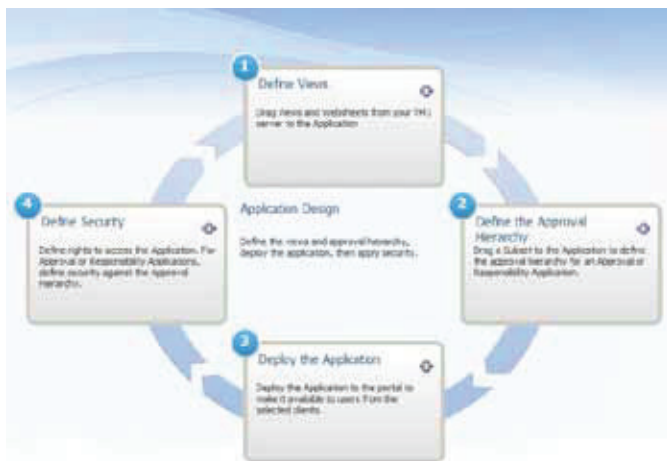 1
Define Views
Drag Views and Websheets from your TM1
server to the Application
4
Define Security
Define rights to access the Application. For
Approval or Responsibility Applications,
define security against the Approval
Hierarchy.
Application Design
Define the views and approval hierarchy,
deploy the application, then apply security.
2
Define the Approval
Hierarchy
Drag a Subset to the Application to define
the approval hierarchy for an Approval or
Responsibility Application.
3
Deploy the Application
Deploy the Application to the portal to
make it available to users from the
selected clients.